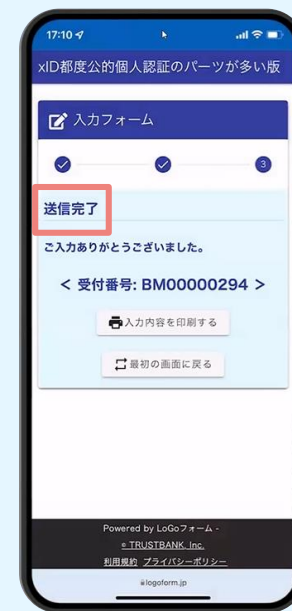 17:10
xID都度公的個人認証のパーツが多い版
入力フォーム
3
送信完了
ご入力ありがとうございました。
< 受付番号: BM00000294 >
入力内容を印刷する
最初の画面に戻る
Powered by LoGoフォーム -
© TRUSTBANK, Inc.
利用規約 プライバシーポリシー
logoform.jp